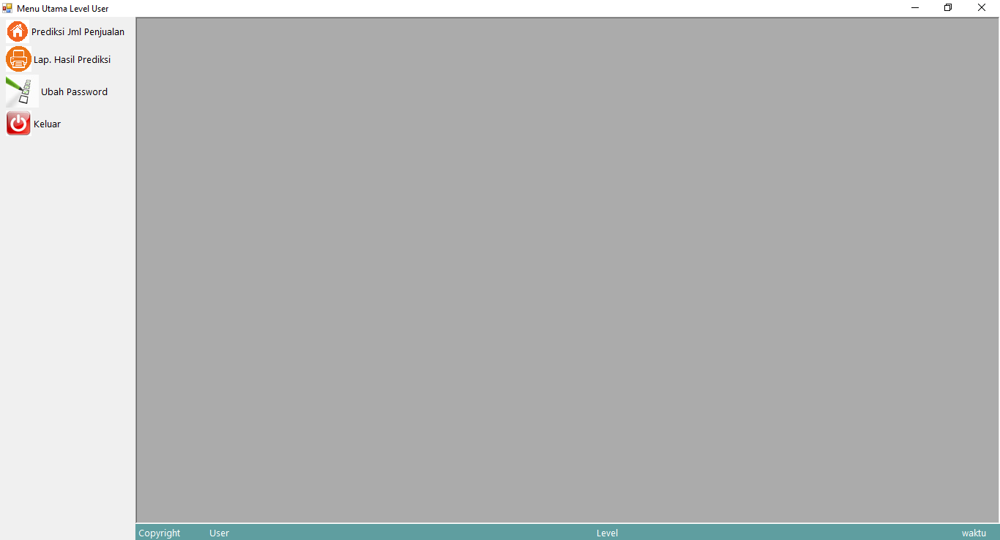 Menu Utama Level User
Prediksi Jml Penjualan
Lap. Hasil Prediksi
Ubah Password
Keluar
Copyright User Level waktu